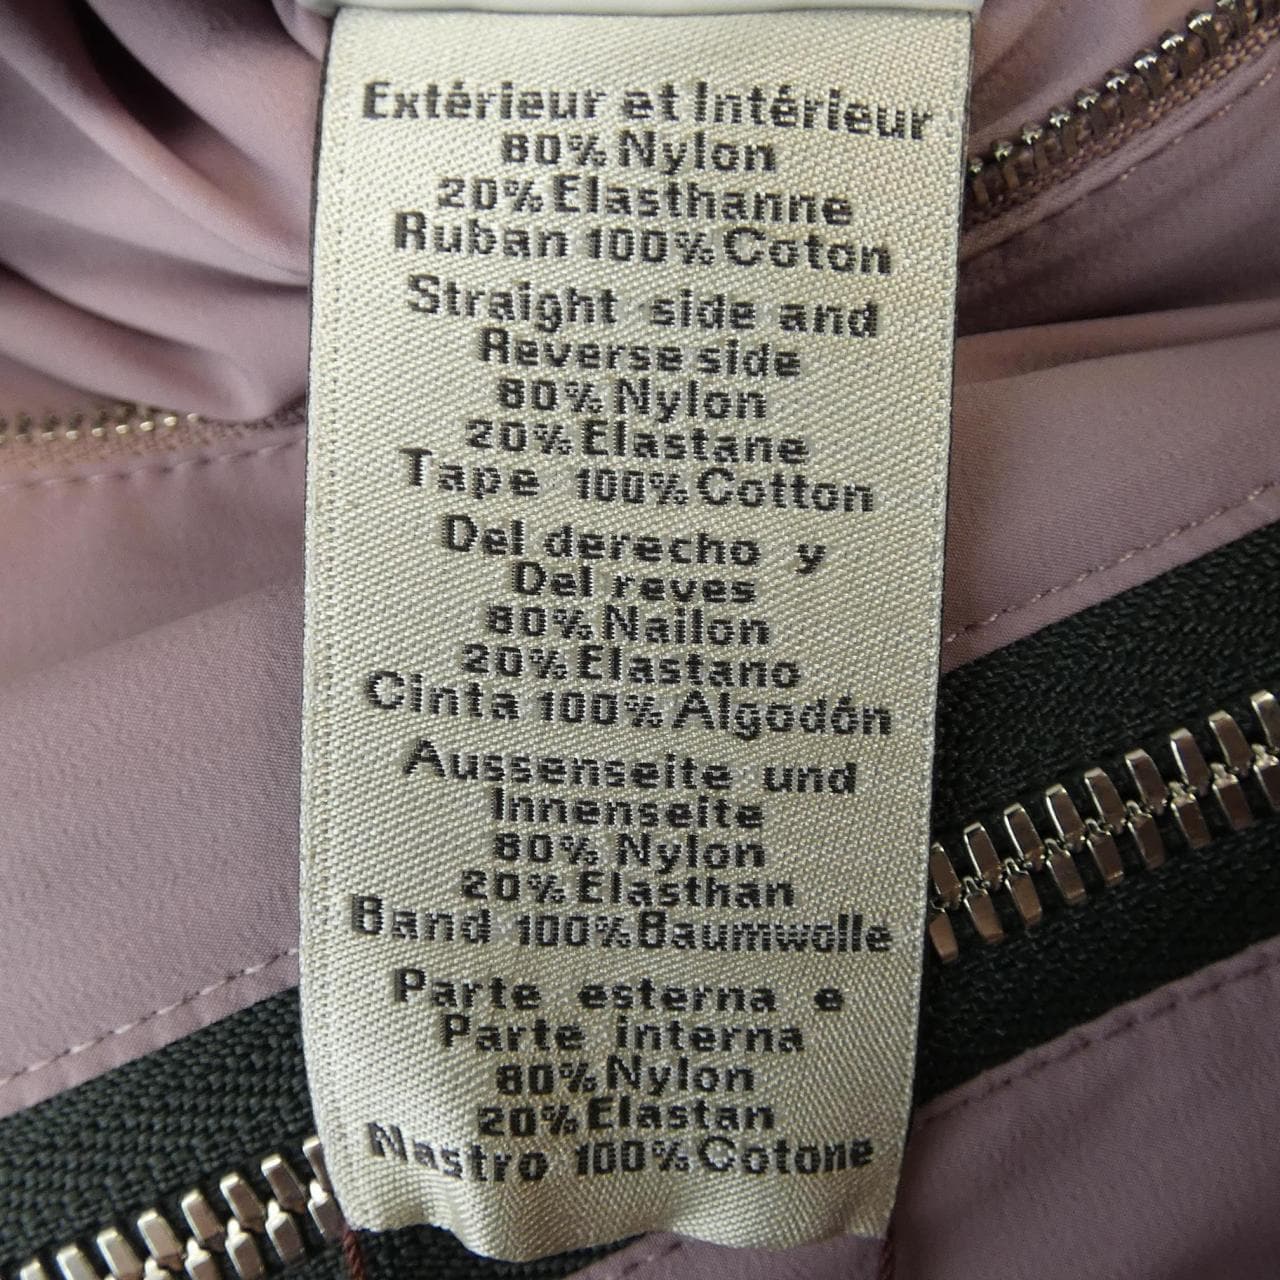 Extérieur et Intérieur
80% Nylon
20% Elasthanne
Ruban 100% Coton
Straight side and
Reverse side
80% Nylon
20% Elastane
Tape 100% Cotton
Del derecho y
Del reves
80% Nailon
20% Elastano
Cinta 100% Algodón
Aussenseite und
Innenseite
80% Nylon
20% Elasthan
Band 100% Baumwolle
Parte esterna e
Parte interna
80% Nylon
20% Elastan
Nastro 100% Cotone